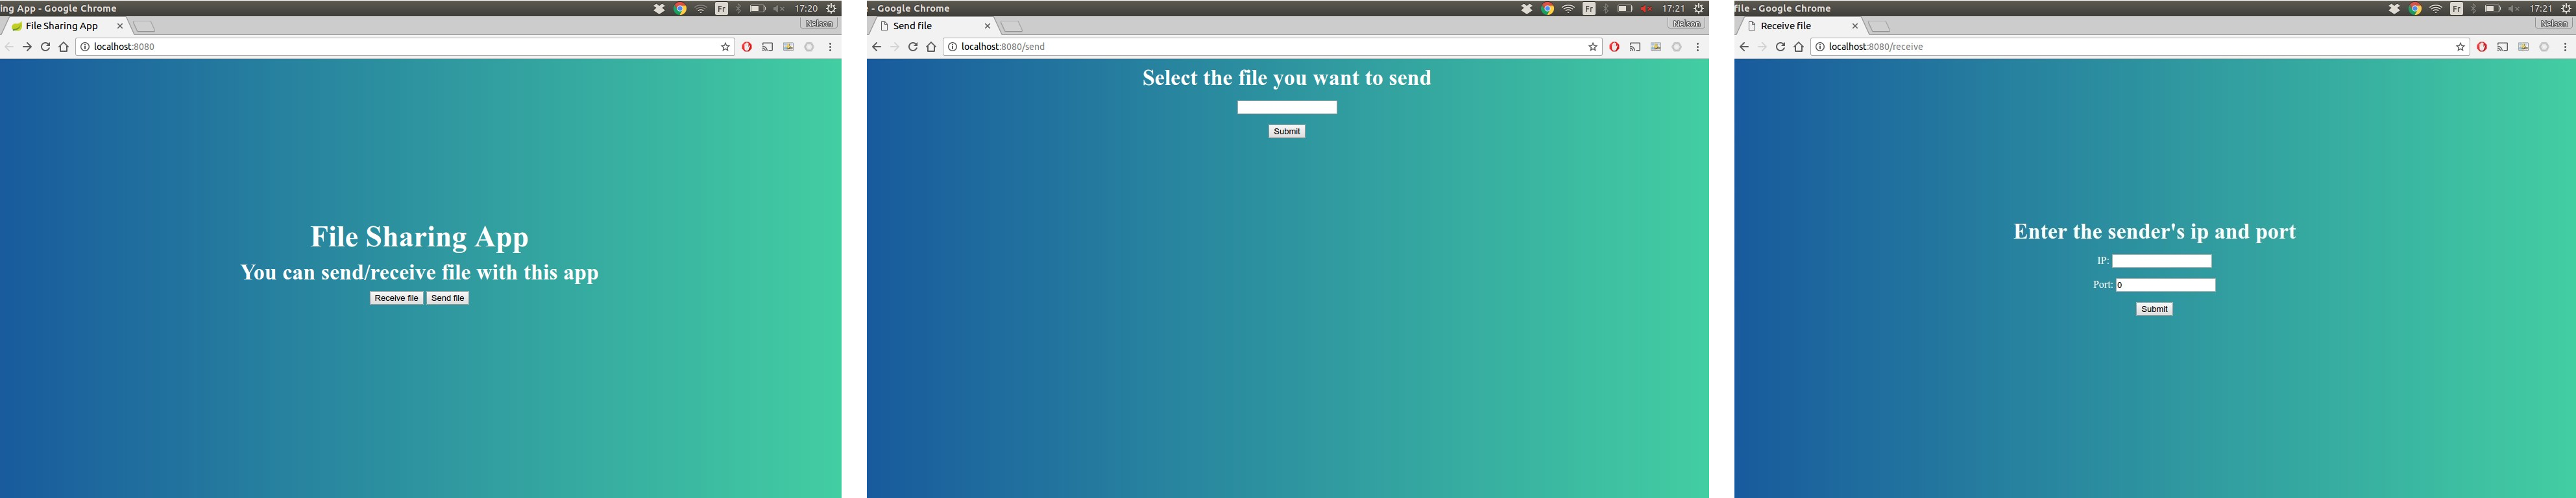 ing App - Google Chrome
Fr 17:20
File Sharing App
Nelson
localhost:8080
File Sharing App
You can send/receive file with this app
Receive file Send file
- Google Chrome
Fr 17:21
Send file
Nelson
localhost:8080/send
Select the file you want to send
Submit
file - Google Chrome
Fr 17:21
Receive file
Nelson
localhost:8080/receive
Enter the sender's ip and port
IP:
Port: 0
Submit